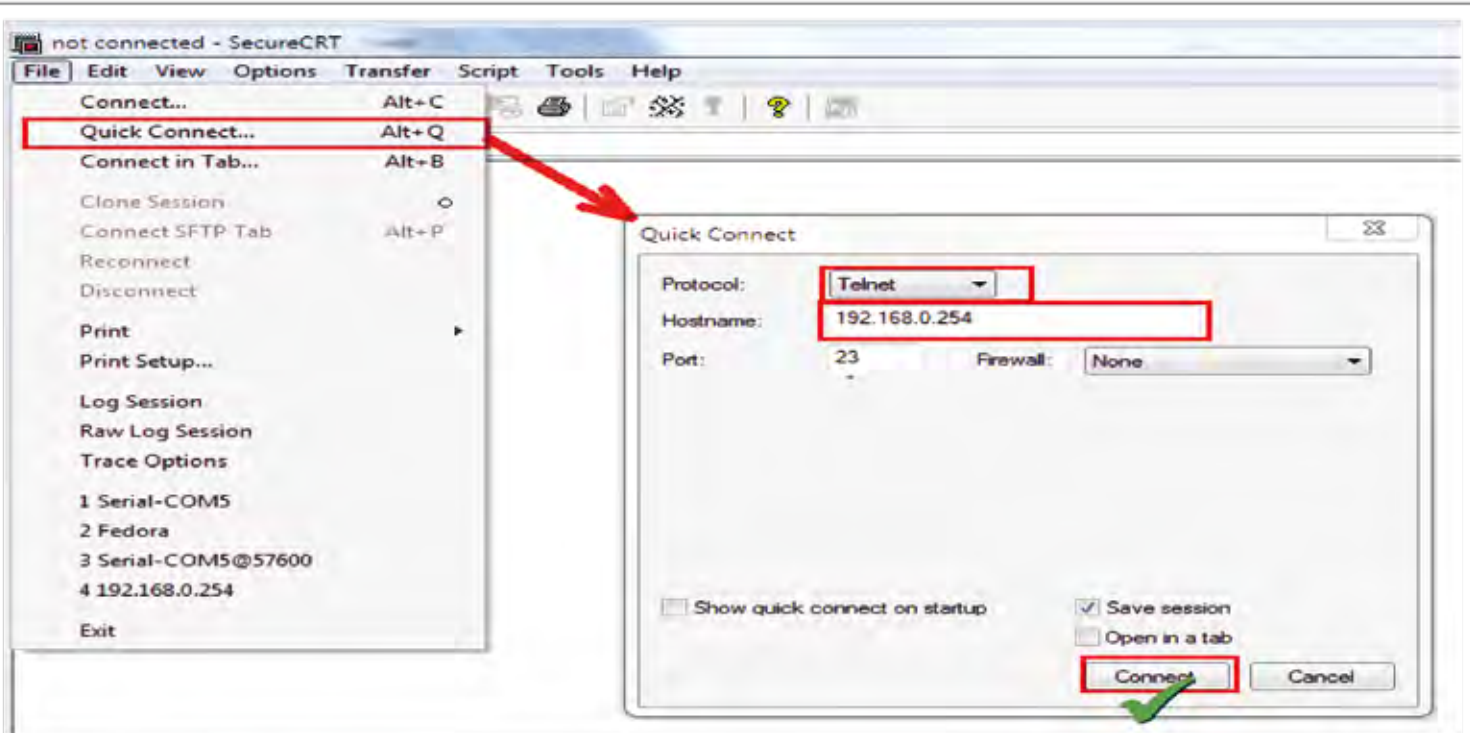 not connected - SecureCRT
File Edit View Options Transfer Script Tools Help
Connect... Alt+C
Quick Connect... Alt+Q
Connect in Tab... Alt+B
Clone Session
Connect SFTP Tab Alt+P
Reconnect
Disconnect
Print
Print Setup...
Log Session
Raw Log Session
Trace Options
1 Serial-COM5
2 Fedora
3 Serial-COM5@57600
4 192.168.0.254
Exit
Quick Connect
Protocol: Telnet
Hostname: 192.168.0.254
Port: 23 Firewall: None
Show quick connect on startup
Save session
Open in a tab
Connect Cancel